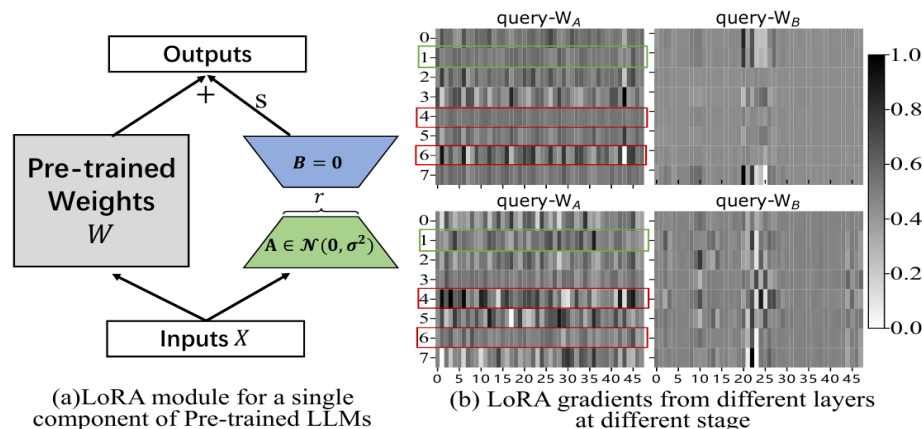 Outputs
+
S
Pre-trained
Weights
W
B = 0
r
A ∈ 𝒩(0, σ²)
Inputs X
(a)LoRA module for a single
component of Pre-trained LLMs
query-W_A query-W_B
0
1
2
3
4
5
6
7
query-W_A query-W_B
0
1
2
3
4
5
6
7
0 5 10 15 20 25 30 35 40 45 0 5 10 15 20 25 30 35 40 45
1.0
0.8
0.6
0.4
0.2
0.0
(b) LoRA gradients from different layers
at different stage